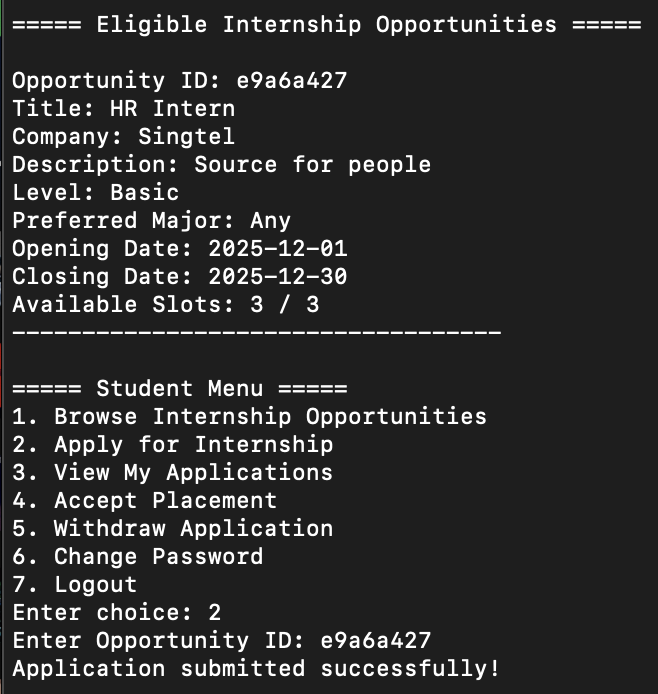 ===== Eligible Internship Opportunities =====
Opportunity ID: e9a6a427
Title: HR Intern
Company: Singtel
Description: Source for people
Level: Basic
Preferred Major: Any
Opening Date: 2025-12-01
Closing Date: 2025-12-30
Available Slots: 3 / 3
-----------------------------------
===== Student Menu =====
1. Browse Internship Opportunities
2. Apply for Internship
3. View My Applications
4. Accept Placement
5. Withdraw Application
6. Change Password
7. Logout
Enter choice: 2
Enter Opportunity ID: e9a6a427
Application submitted successfully!